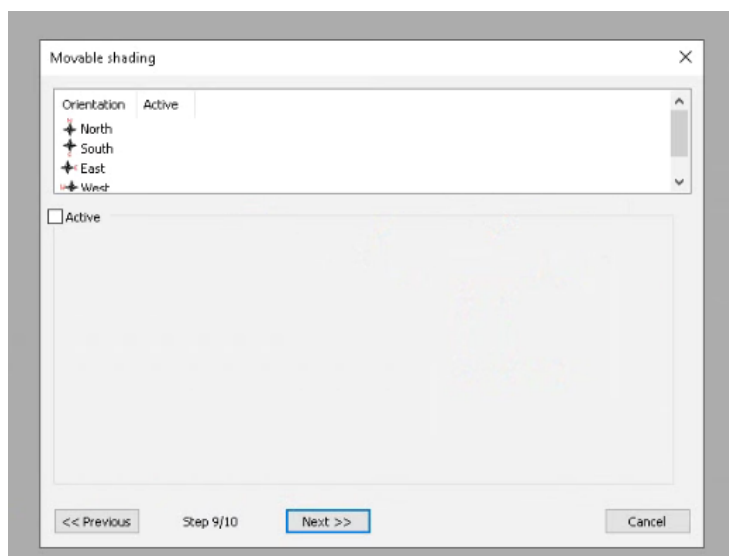 Movable shading
Orientation Active
North
South
East
West
Active
<< Previous Step 9/10 Next >> Cancel